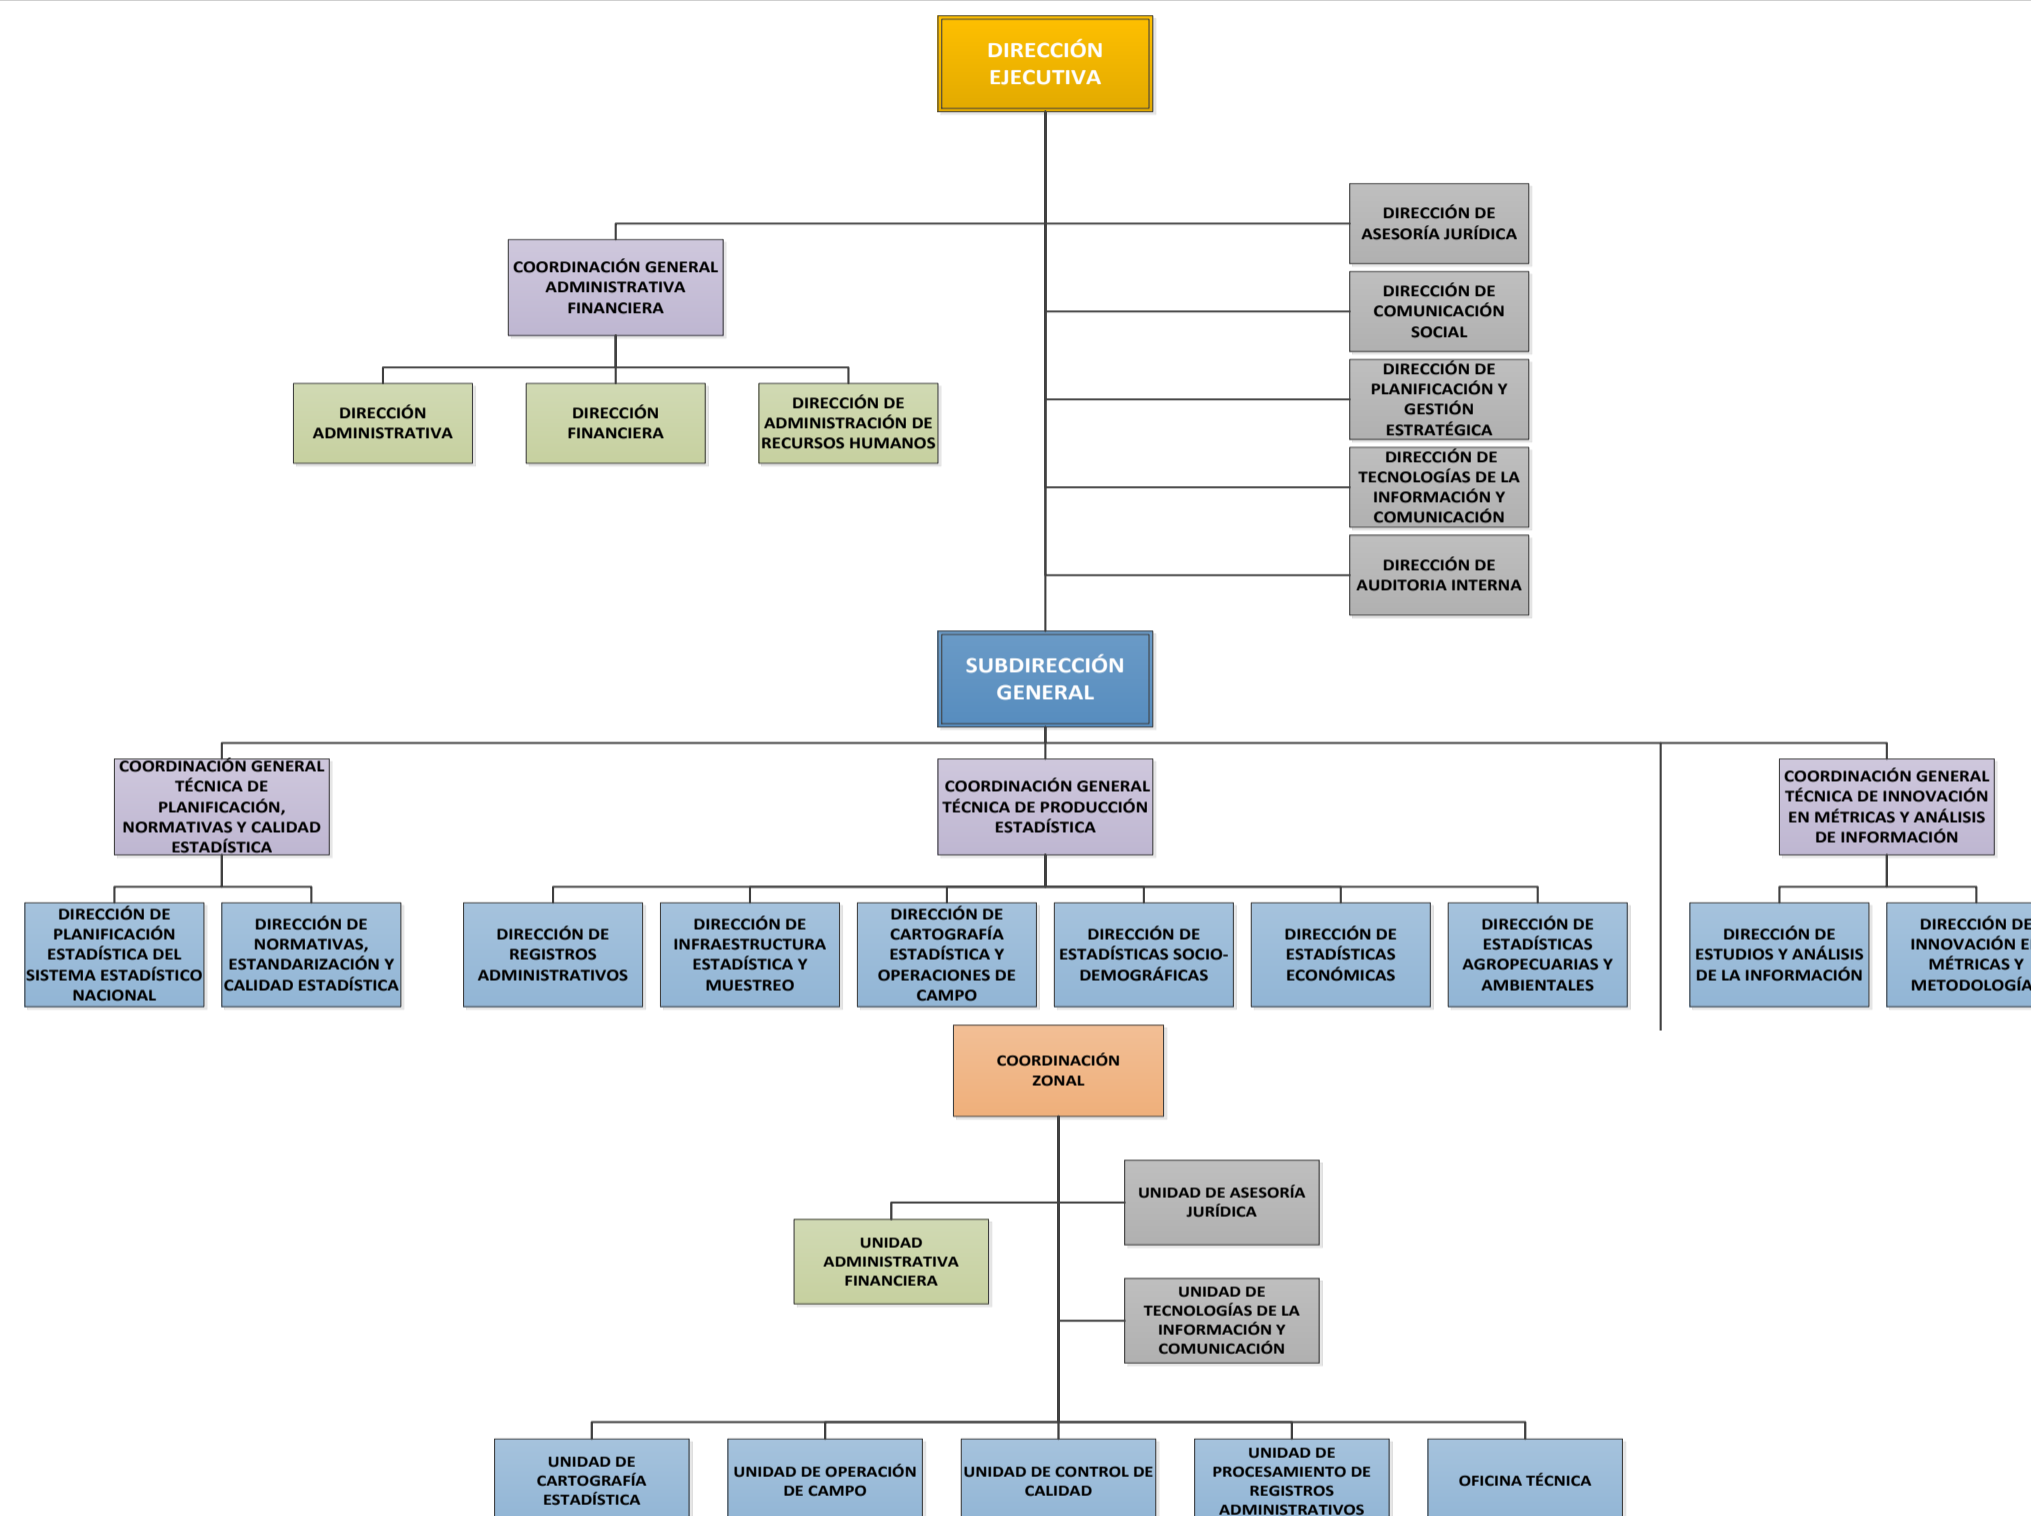 DIRECCIÓN
EJECUTIVA
DIRECCIÓN DE
ASESORÍA JURÍDICA
COORDINACIÓN GENERAL
ADMINISTRATIVA
FINANCIERA
DIRECCIÓN DE
COMUNICACIÓN
SOCIAL
DIRECCIÓN DE
PLANIFICACIÓN Y
GESTIÓN
ESTRATÉGICA
DIRECCIÓN
ADMINISTRATIVA
DIRECCIÓN
FINANCIERA
DIRECCIÓN DE
ADMINISTRACIÓN DE
RECURSOS HUMANOS
DIRECCIÓN DE
TECNOLOGÍAS DE LA
INFORMACIÓN Y
COMUNICACIÓN
DIRECCIÓN DE
AUDITORIA INTERNA
SUBDIRECCIÓN
GENERAL
COORDINACIÓN GENERAL
TÉCNICA DE
PLANIFICACIÓN,
NORMATIVAS Y CALIDAD
ESTADÍSTICA
COORDINACIÓN GENERAL
TÉCNICA DE PRODUCCIÓN
ESTADÍSTICA
COORDINACIÓN GENERAL
TÉCNICA DE INNOVACIÓN
EN MÉTRICAS Y ANÁLISIS
DE INFORMACIÓN
DIRECCIÓN DE
PLANIFICACIÓN
ESTADÍSTICA DEL
SISTEMA ESTADÍSTICO
NACIONAL
DIRECCIÓN DE
NORMATIVAS,
ESTANDARIZACIÓN Y
CALIDAD ESTADÍSTICA
DIRECCIÓN DE
REGISTROS
ADMINISTRATIVOS
DIRECCIÓN DE
INFRAESTRUCTURA
ESTADÍSTICA Y
MUESTREO
DIRECCIÓN DE
CARTOGRAFÍA
ESTADÍSTICA Y
OPERACIONES DE
CAMPO
DIRECCIÓN DE
ESTADÍSTICAS SOCIO-
DEMOGRÁFICAS
DIRECCIÓN DE
ESTADÍSTICAS
ECONÓMICAS
DIRECCIÓN DE
ESTADÍSTICAS
AGROPECUARIAS Y
AMBIENTALES
DIRECCIÓN DE
ESTUDIOS Y ANÁLISIS
DE LA INFORMACIÓN
DIRECCIÓN DE
INNOVACIÓN E
MÉTRICAS Y
METODOLOGÍA
COORDINACIÓN
ZONAL
UNIDAD DE ASESORÍA
JURÍDICA
UNIDAD
ADMINISTRATIVA
FINANCIERA
UNIDAD DE
TECNOLOGÍAS DE LA
INFORMACIÓN Y
COMUNICACIÓN
UNIDAD DE
CARTOGRAFÍA
ESTADÍSTICA
UNIDAD DE OPERACIÓN
DE CAMPO
UNIDAD DE CONTROL DE
CALIDAD
UNIDAD DE
PROCESAMIENTO DE
REGISTROS
ADMINISTRATIVOS
OFICINA TÉCNICA